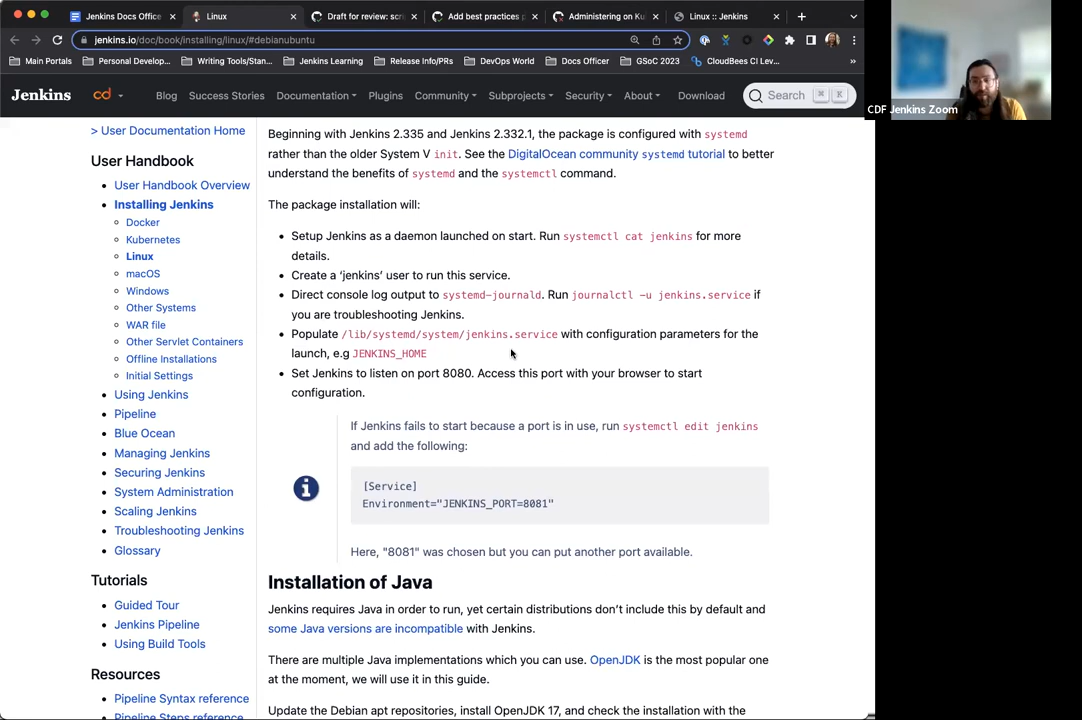 Jenkins Docs Office
Linux
Draft for review: scri
Add best practices p
Administering on Ku
Linux :: Jenkins
jenkins.io/doc/book/installing/linux/#debianubuntu
Main Portals
Personal Develop...
Writing Tools/Stan...
Jenkins Learning
Release Info/PRs
DevOps World
Docs Officer
GSoC 2023
CloudBees CI Lev...
»
Jenkins
cd
Blog
Success Stories
Documentation
Plugins
Community
Subprojects
Security
About
Download
Search
⌘ K
CDF Jenkins Zoom
> User Documentation Home
User Handbook
User Handbook Overview
Installing Jenkins
Docker
Kubernetes
Linux
macOS
Windows
Other Systems
WAR file
Other Servlet Containers
Offline Installations
Initial Settings
Using Jenkins
Pipeline
Blue Ocean
Managing Jenkins
Securing Jenkins
System Administration
Scaling Jenkins
Troubleshooting Jenkins
Glossary
Tutorials
Guided Tour
Jenkins Pipeline
Using Build Tools
Resources
Pipeline Syntax reference
Pipeline Steps reference
Beginning with Jenkins 2.335 and Jenkins 2.332.1, the package is configured with systemd
rather than the older System V init. See the DigitalOcean community systemd tutorial to better
understand the benefits of systemd and the systemctl command.
The package installation will:
Setup Jenkins as a daemon launched on start. Run systemctl cat jenkins for more
details.
Create a ‘jenkins’ user to run this service.
Direct console log output to systemd-journald. Run journalctl -u jenkins.service if
you are troubleshooting Jenkins.
Populate /lib/systemd/system/jenkins.service with configuration parameters for the
launch, e.g JENKINS_HOME
Set Jenkins to listen on port 8080. Access this port with your browser to start
configuration.
If Jenkins fails to start because a port is in use, run systemctl edit jenkins
and add the following:
[Service]
Environment="JENKINS_PORT=8081"
Here, "8081" was chosen but you can put another port available.
Installation of Java
Jenkins requires Java in order to run, yet certain distributions don’t include this by default and
some Java versions are incompatible with Jenkins.
There are multiple Java implementations which you can use. OpenJDK is the most popular one
at the moment, we will use it in this guide.
Update the Debian apt repositories, install OpenJDK 17, and check the installation with the